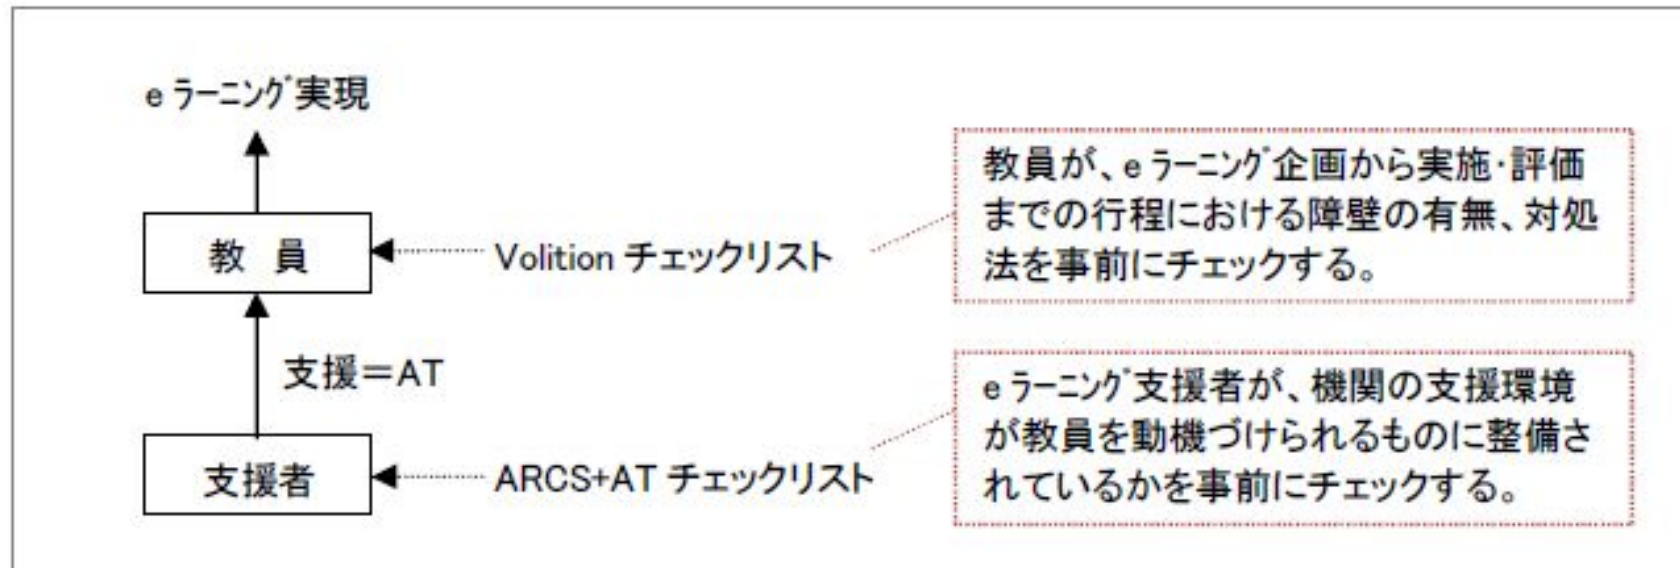 eラーニング実現
教員が、eラーニング企画から実施・評価
までの行程における障壁の有無、対処
法を事前にチェックする。
教 員
Volition チェックリスト
支援＝AT
eラーニング支援者が、機関の支援環境
が教員を動機づけられるものに整備さ
れているかを事前にチェックする。
支援者
ARCS+AT チェックリスト